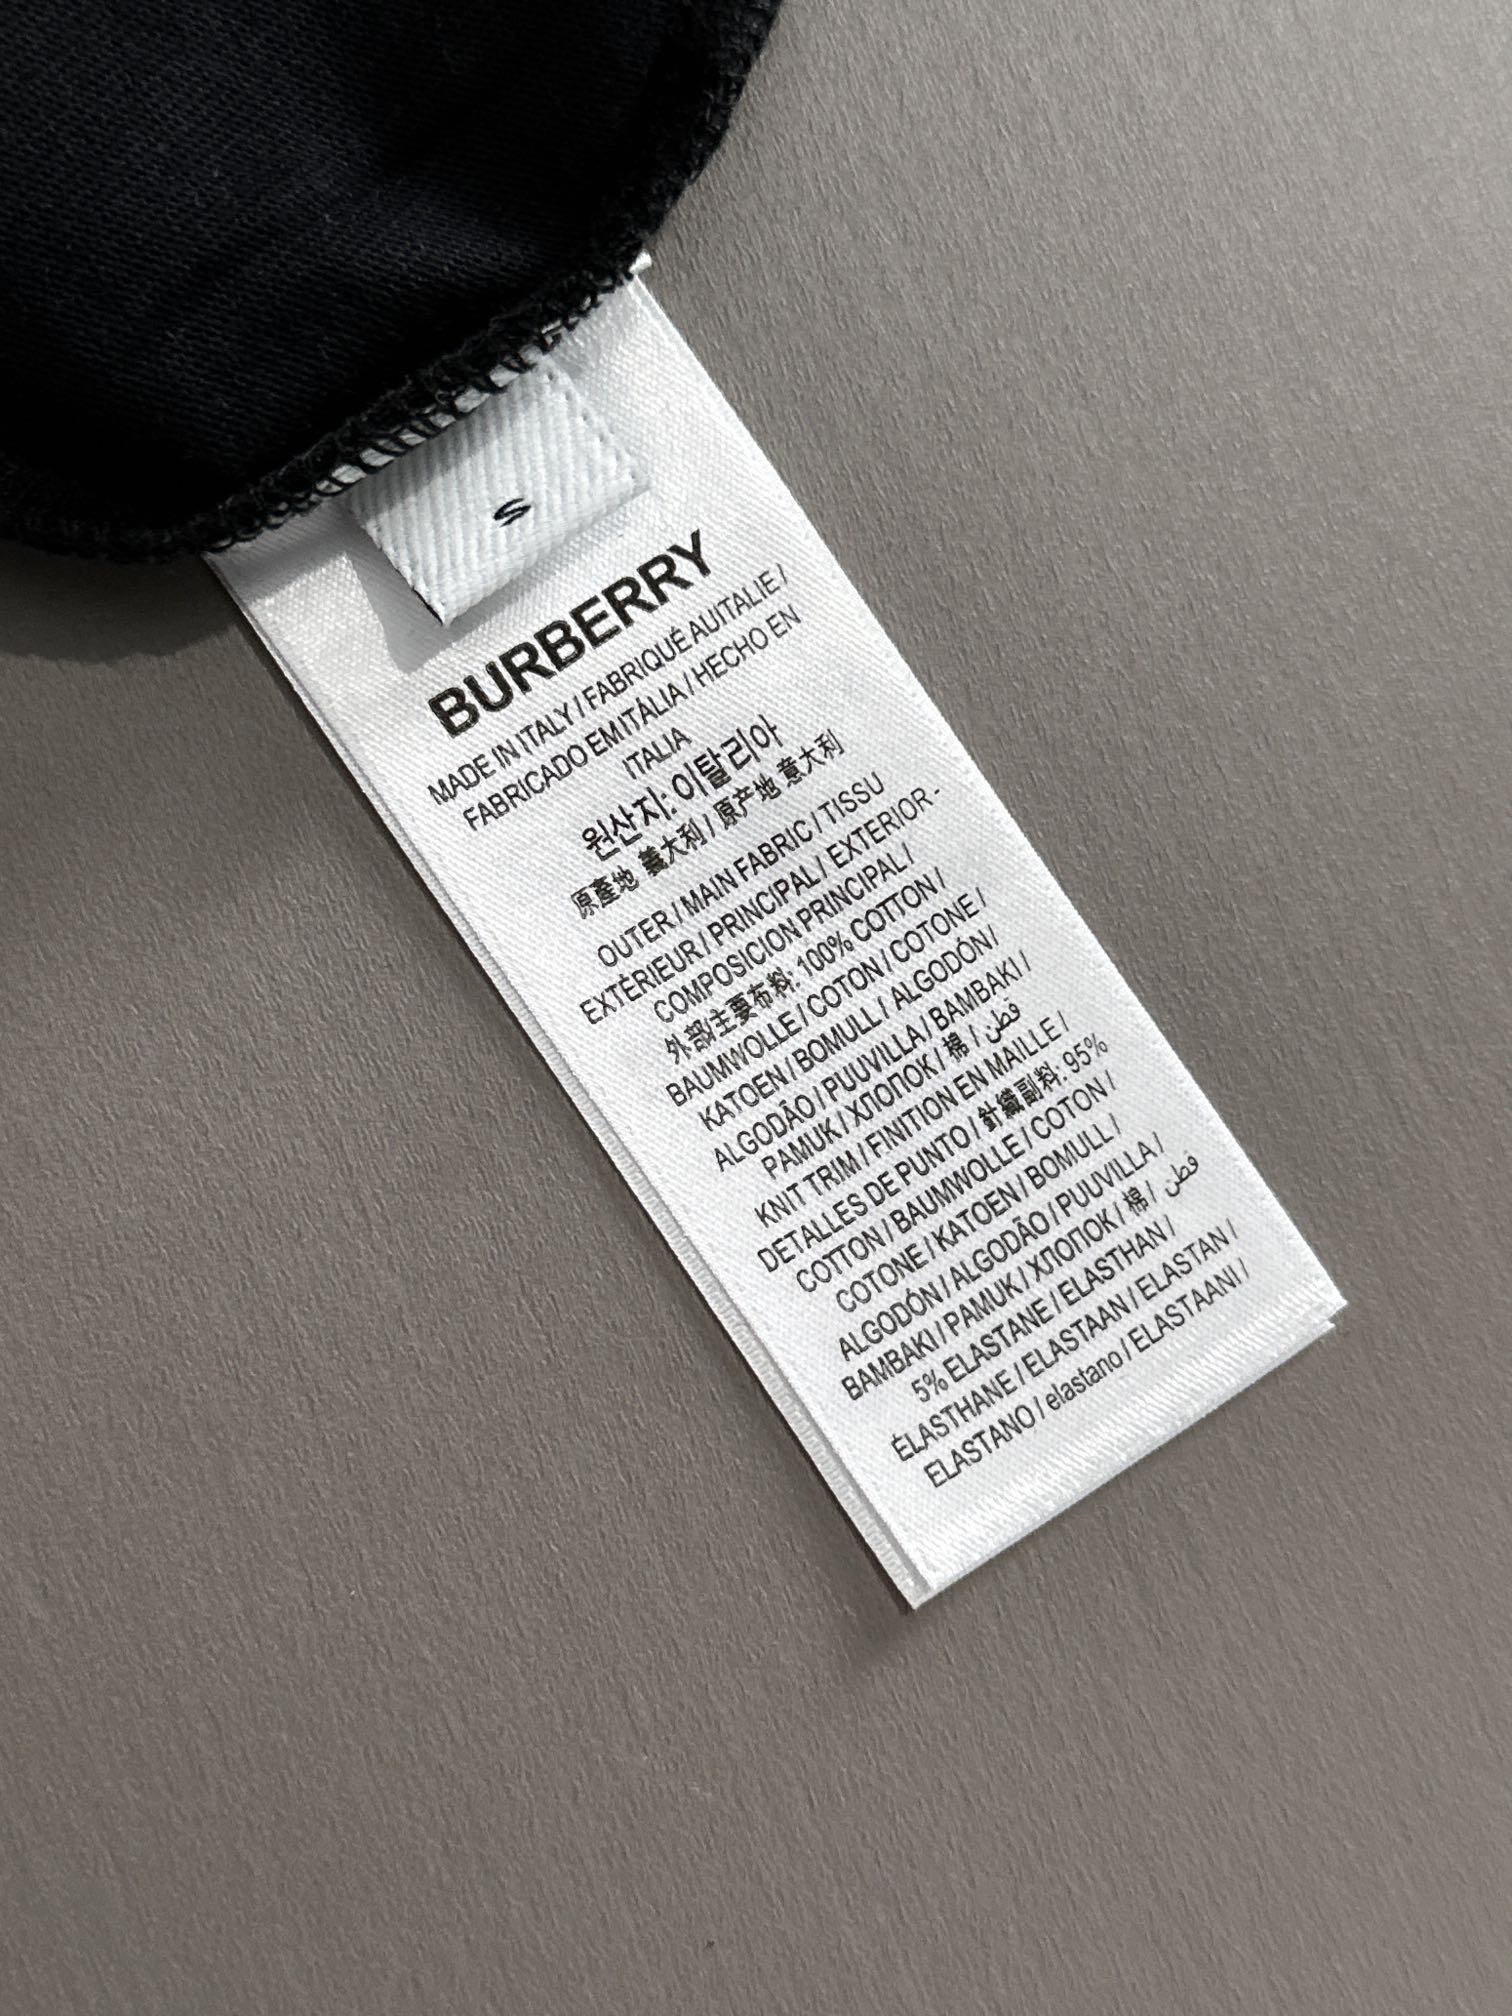 S
BURBERRY
MADE IN ITALY / FABRIQUÉ AUITALIE /
FABRICADO EMITÁLIA / HECHO EN
ITALIA
원산지: 이탈리아
原產地 義大利 / 原产地 意大利
OUTER / MAIN FABRIC / TISSU
EXTÉRIEUR / PRINCIPAL / EXTERIOR -
COMPOSICION PRINCIPAL /
外部/主要布料: 100% COTTON /
BAUMWOLLE / COTON / COTONE /
KATOEN / BOMULL / ALGODÓN /
ALGODÃO / PUUVILLA / BAMBAKI /
PAMUK / ХЛОПОК / 棉 / قطن
KNIT TRIM / FINITION EN MAILLE /
DETALLES DE PUNTO / 針織副料: 95%
COTTON / BAUMWOLLE / COTON /
COTONE / KATOEN / BOMULL /
ALGODÓN / ALGODÃO / PUUVILLA /
BAMBAKI / PAMUK / ХЛОПОК / 棉 / قطن
5% ELASTANE / ELASTHAN /
ÉLASTHANE / ELASTAAN / ELASTAN /
ELASTANO / elastano / ELASTAANI /